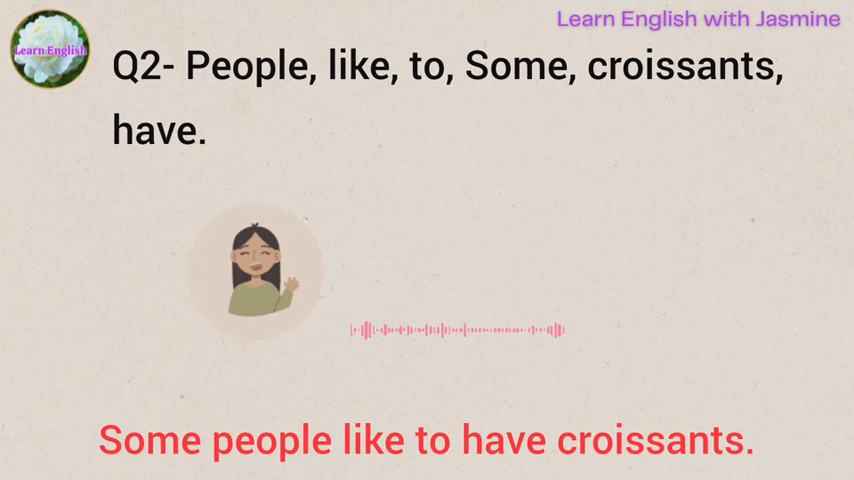 Learn English with Jasmine
Learn English
Q2- People, like, to, Some, croissants,
have.
Some people like to have croissants.